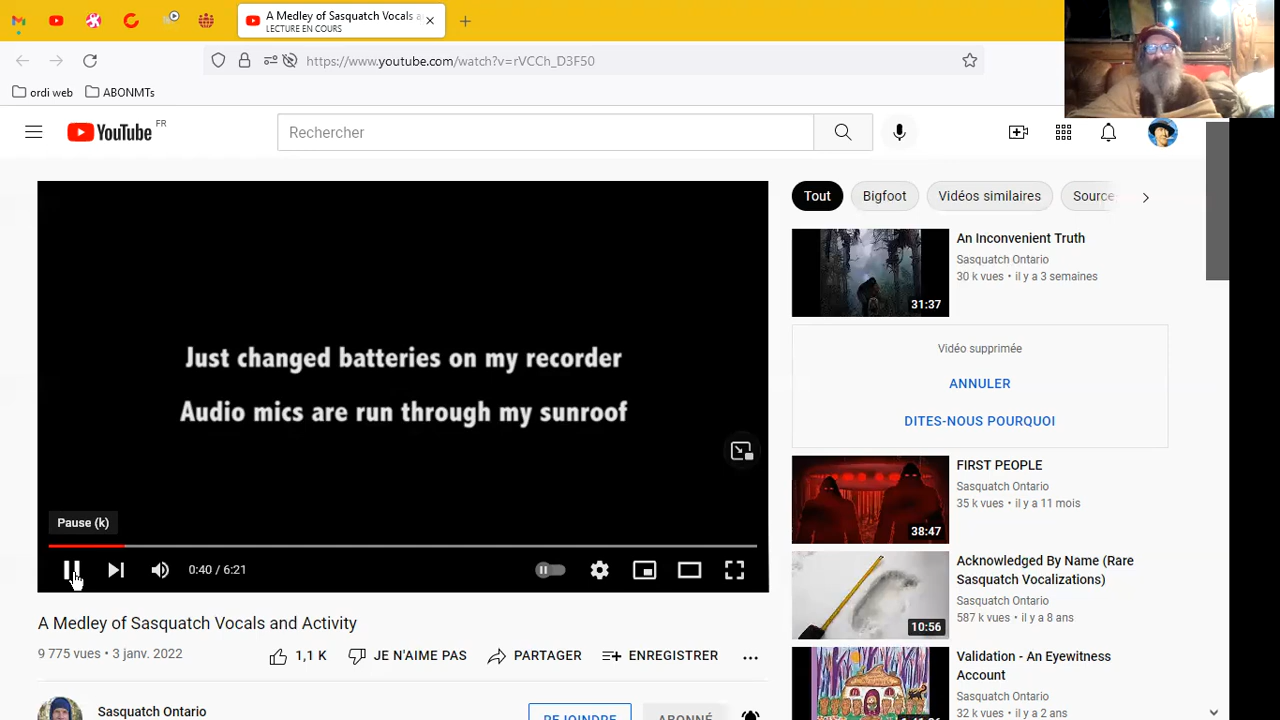 A Medley of Sasquatch Vocals a
LECTURE EN COURS
https://www.youtube.com/watch?v=rVCCh_D3F50
ordi web
ABONMTs
YouTube FR
Rechercher
Just changed batteries on my recorder
Audio mics are run through my sunroof
Pause (k)
0:40 / 6:21
A Medley of Sasquatch Vocals and Activity
9 775 vues • 3 janv. 2022
1,1 K
JE N'AIME PAS
PARTAGER
ENREGISTRER
Sasquatch Ontario
REJOINDRE
ABONNÉ
Tout
Bigfoot
Vidéos similaires
Source
An Inconvenient Truth
Sasquatch Ontario
30 k vues • il y a 3 semaines
31:37
Vidéo supprimée
ANNULER
DITES-NOUS POURQUOI
FIRST PEOPLE
Sasquatch Ontario
35 k vues • il y a 11 mois
38:47
Acknowledged By Name (Rare
Sasquatch Vocalizations)
Sasquatch Ontario
587 k vues • il y a 8 ans
10:56
Validation - An Eyewitness
Account
Sasquatch Ontario
32 k vues • il y a 2 ans